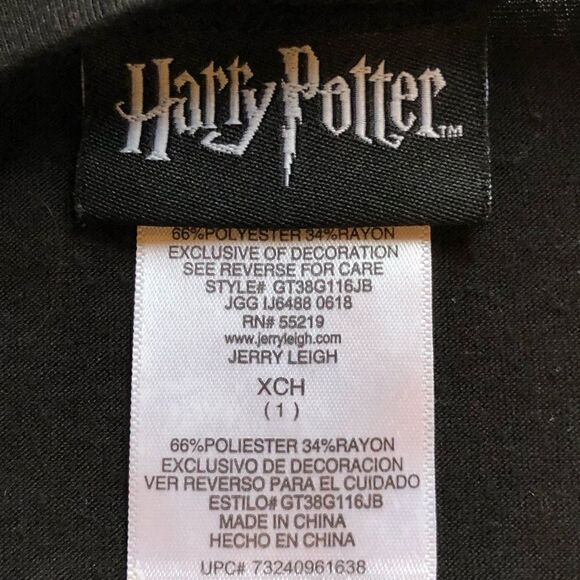 Harry Potter™
66%POLYESTER 34%RAYON
EXCLUSIVE OF DECORATION
SEE REVERSE FOR CARE
STYLE# GT38G116JB
JGG IJ6488 0618
RN# 55219
www.jerryleigh.com
JERRY LEIGH
XCH
(1)
66%POLIESTER 34%RAYON
EXCLUSIVO DE DECORACION
VER REVERSO PARA EL CUIDADO
ESTILO# GT38G116JB
MADE IN CHINA
HECHO EN CHINA
UPC# 73240961638